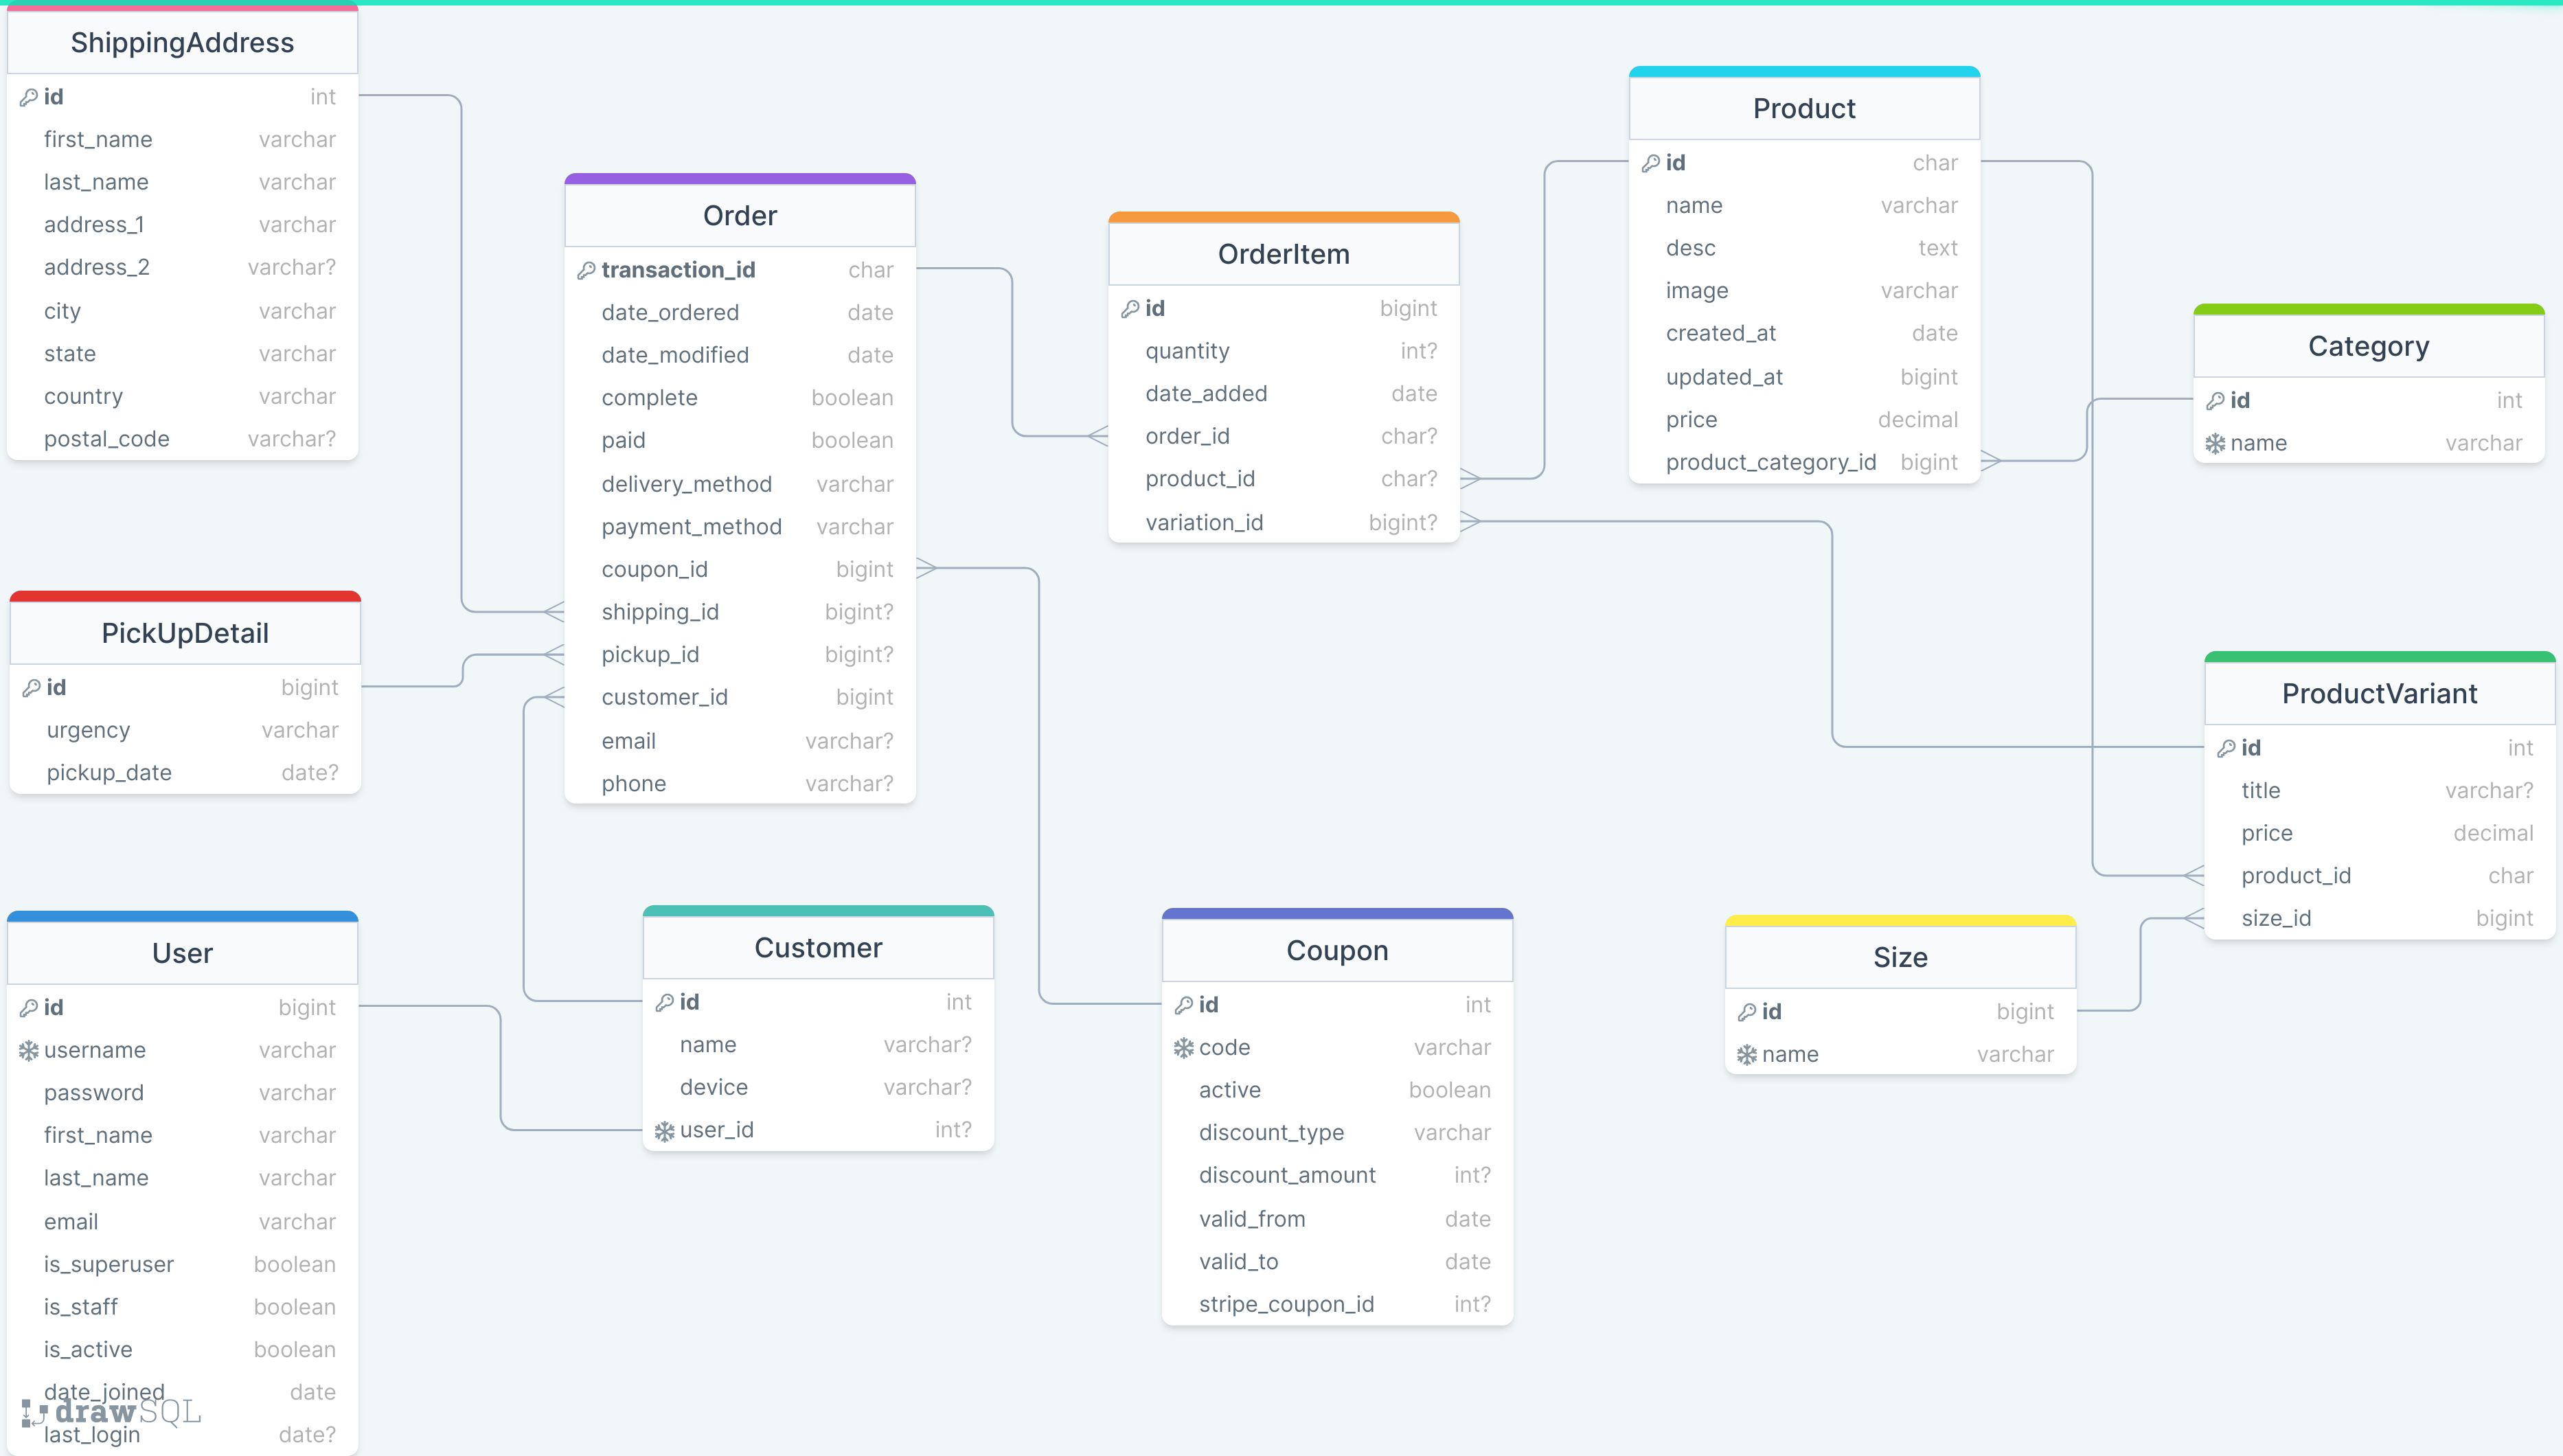 ShippingAddress
id int
first_name varchar
last_name varchar
address_1 varchar
address_2 varchar?
city varchar
state varchar
country varchar
postal_code varchar?
PickUpDetail
id bigint
urgency varchar
pickup_date date?
User
id bigint
username varchar
password varchar
first_name varchar
last_name varchar
email varchar
is_superuser boolean
is_staff boolean
is_active boolean
date_joined date
drawSQL
last_login date?
Order
transaction_id char
date_ordered date
date_modified date
complete boolean
paid boolean
delivery_method varchar
payment_method varchar
coupon_id bigint
shipping_id bigint?
pickup_id bigint?
customer_id bigint
email varchar?
phone varchar?
Customer
id int
name varchar?
device varchar?
user_id int?
OrderItem
id bigint
quantity int?
date_added date
order_id char?
product_id char?
variation_id bigint?
Coupon
id int
code varchar
active boolean
discount_type varchar
discount_amount int?
valid_from date
valid_to date
stripe_coupon_id int?
Product
id char
name varchar
desc text
image varchar
created_at date
updated_at bigint
price decimal
product_category_id bigint
Size
id bigint
name varchar
Category
id int
name varchar
ProductVariant
id int
title varchar?
price decimal
product_id char
size_id bigint